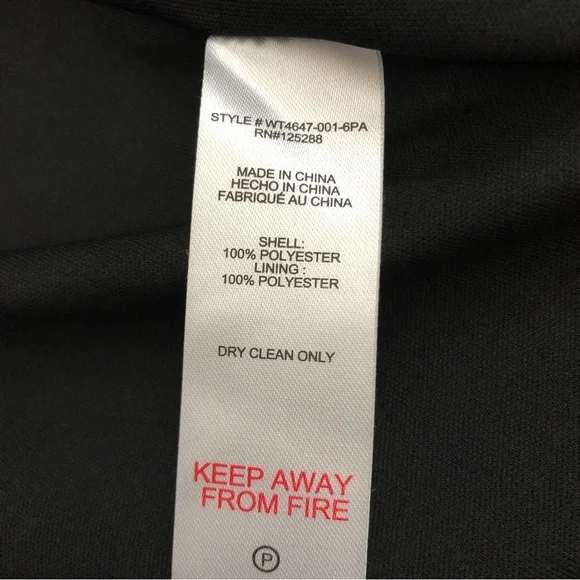 STYLE # WT4647-001-6PA
RN#125288
MADE IN CHINA
HECHO IN CHINA
FABRIQUÉ AU CHINA
SHELL:
100% POLYESTER
LINING :
100% POLYESTER
DRY CLEAN ONLY
KEEP AWAY
FROM FIRE
P